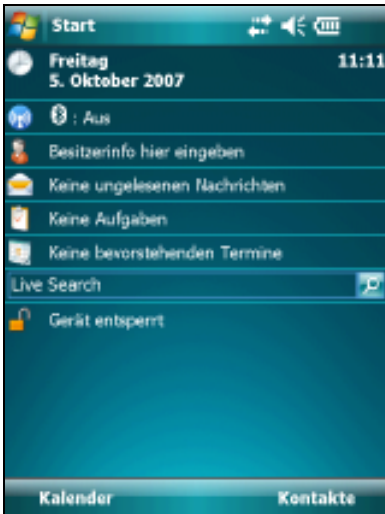 Start
Freitag 11:11
5. Oktober 2007
: Aus
Besitzerinfo hier eingeben
Keine ungelesenen Nachrichten
Keine Aufgaben
Keine bevorstehenden Termine
Live Search
Gerät entsperrt
Kalender Kontakte